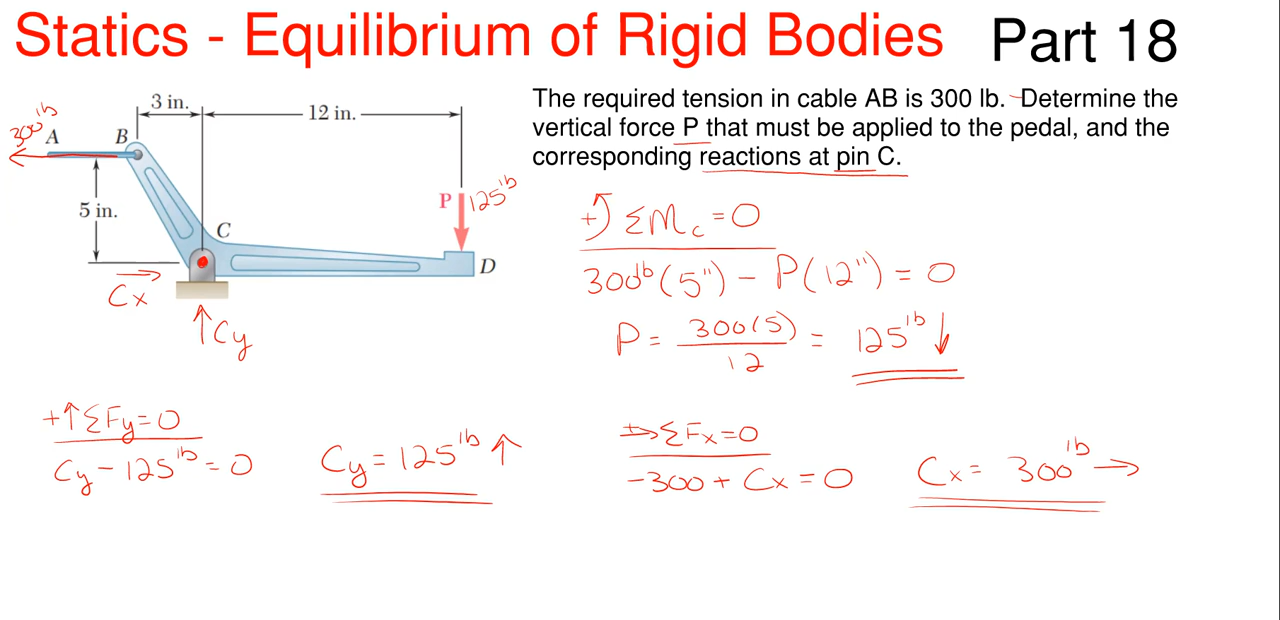 Statics - Equilibrium of Rigid Bodies Part 18
The required tension in cable AB is 300 lb. Determine the
vertical force P that must be applied to the pedal, and the
corresponding reactions at pin C.
3 in.
12 in.
300 lb
A
B
5 in.
P
125 lb
C
D
Cx
Cy
+ ΣMc = 0
300 lb (5") - P(12") = 0
P = 300(5) / 12 = 125 lb ↓
+↑ΣFy=0
Cy - 125 lb = 0
Cy = 125 lb ↑
+→ΣFx=0
-300 + Cx = 0
Cx = 300 lb →